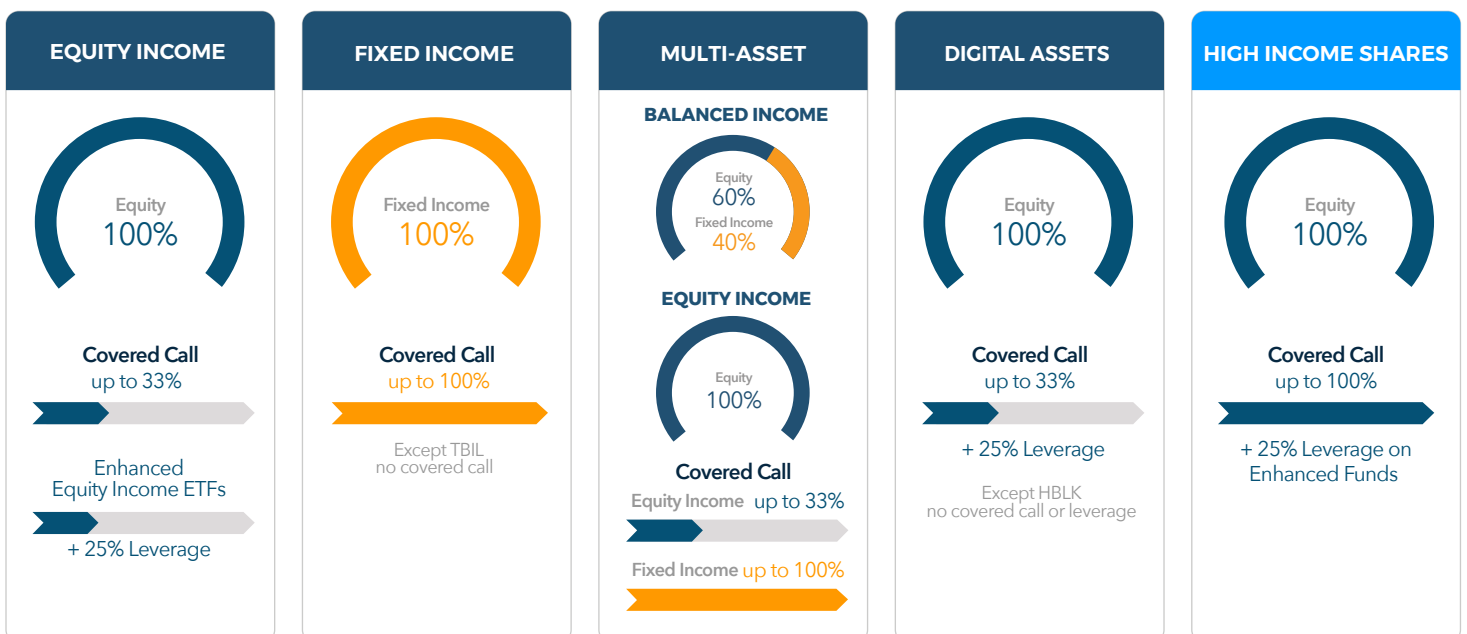 EQUITY INCOME
Equity
100%
Covered Call
up to 33%
Enhanced
Equity Income ETFs
+ 25% Leverage
FIXED INCOME
Fixed Income
100%
Covered Call
up to 100%
Except TBIL
no covered call
MULTI-ASSET
BALANCED INCOME
Equity
60%
Fixed Income
40%
EQUITY INCOME
Equity
100%
Covered Call
Equity Income up to 33%
Fixed Income up to 100%
DIGITAL ASSETS
Equity
100%
Covered Call
up to 33%
+ 25% Leverage
Except HBLK
no covered call or leverage
HIGH INCOME SHARES
Equity
100%
Covered Call
up to 100%
+ 25% Leverage on
Enhanced Funds